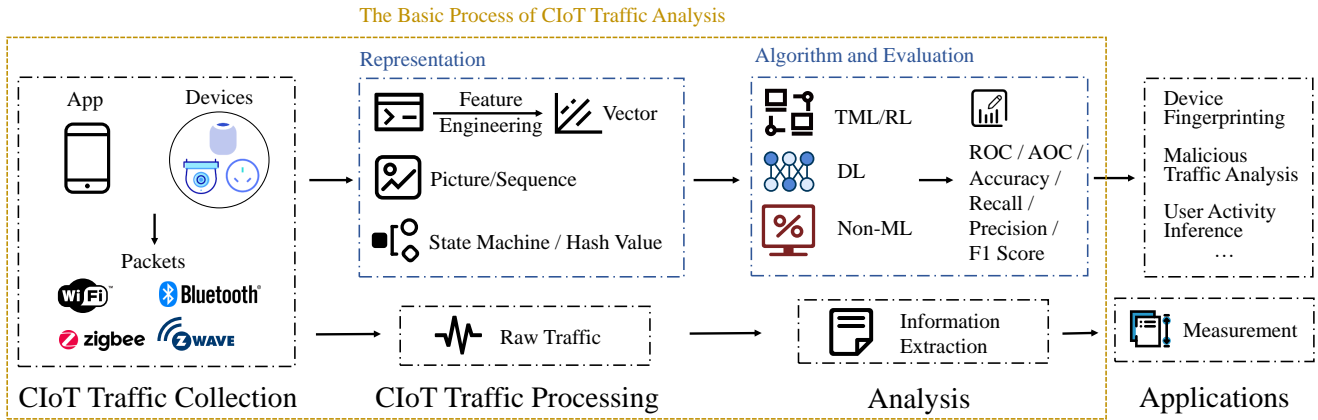 The Basic Process of CIoT Traffic Analysis
App
Devices
Packets
WiFi™
Bluetooth®
zigbee
Z WAVE
CIoT Traffic Collection
Representation
Feature
Engineering
Vector
Picture/Sequence
State Machine / Hash Value
Raw Traffic
CIoT Traffic Processing
Algorithm and Evaluation
TML/RL
DL
%
Non-ML
ROC / AOC /
Accuracy /
Recall /
Precision /
F1 Score
Information
Extraction
Analysis
Device
Fingerprinting
Malicious
Traffic Analysis
User Activity
Inference
…
Measurement
Applications